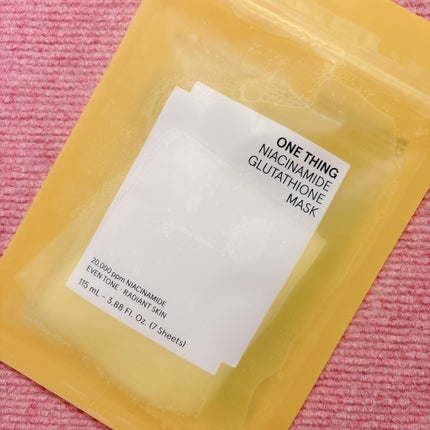 ONE THING
NIACINAMIDE
GLUTATHIONE
MASK
20,000 ppm NIACINAMIDE
EVEN TONE · RADIANT SKIN
115 mL - 3.88 Fl. Oz. (7 Sheets)